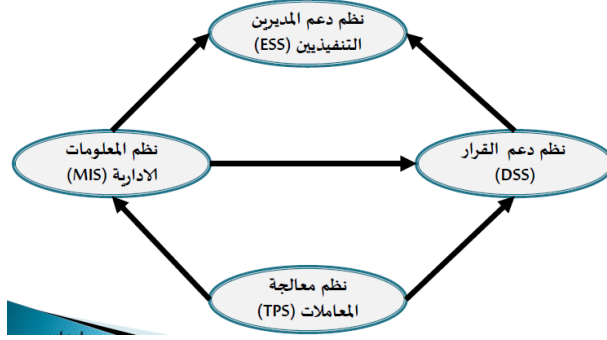 نظم دعم المديرين
التنفيذيين (ESS)
نظم المعلومات
الادارية (MIS)
نظم دعم القرار
(DSS)
نظم معالجة
المعاملات (TPS)